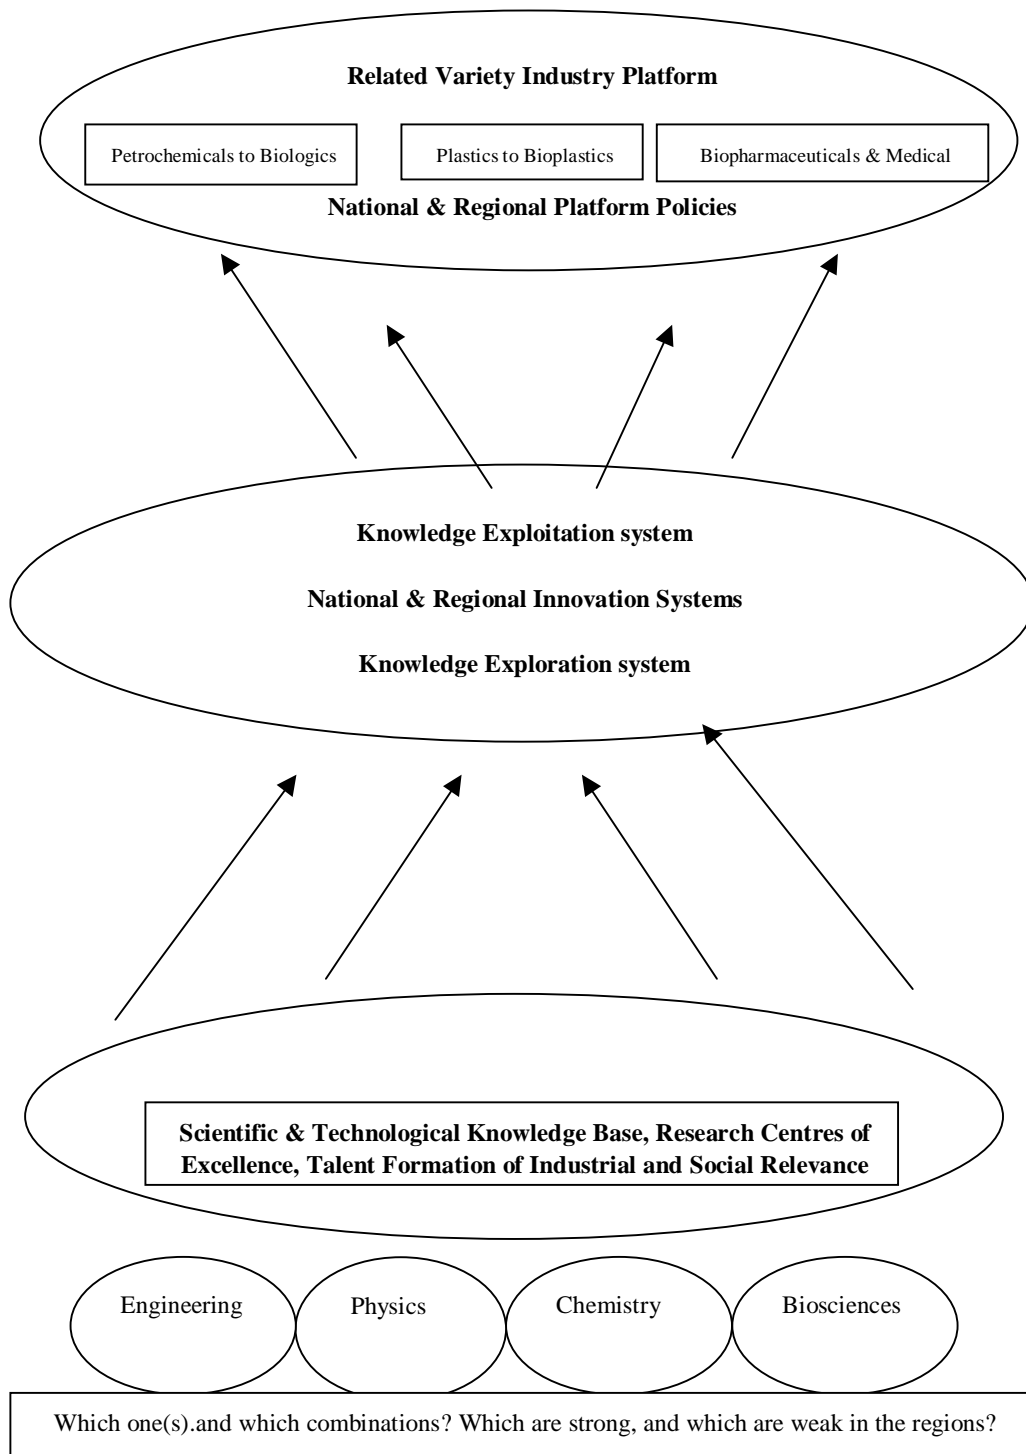 Related Variety Industry Platform
Petrochemicals to Biologics
Plastics to Bioplastics
Biopharmaceuticals & Medical
National & Regional Platform Policies
Knowledge Exploitation system
National & Regional Innovation Systems
Knowledge Exploration system
Scientific & Technological Knowledge Base, Research Centres of
Excellence, Talent Formation of Industrial and Social Relevance
Engineering
Physics
Chemistry
Biosciences
Which one(s).and which combinations? Which are strong, and which are weak in the regions?